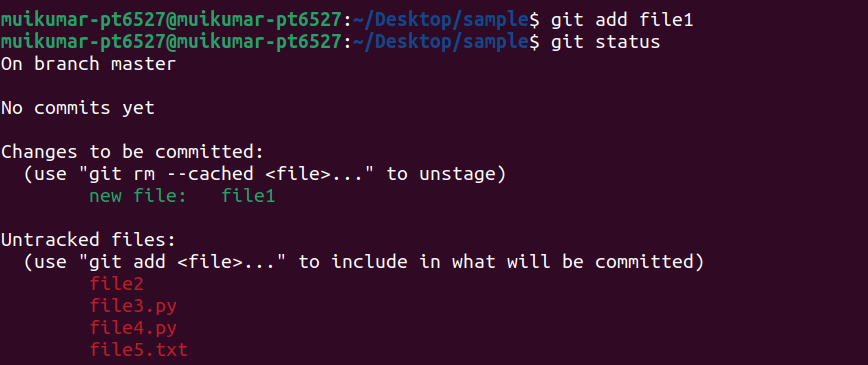 muikumar-pt6527@muikumar-pt6527:~/Desktop/sample$ git add file1
muikumar-pt6527@muikumar-pt6527:~/Desktop/sample$ git status
On branch master
No commits yet
Changes to be committed:
  (use "git rm --cached <file>..." to unstage)
        new file:   file1
Untracked files:
  (use "git add <file>..." to include in what will be committed)
        file2
        file3.py
        file4.py
        file5.txt